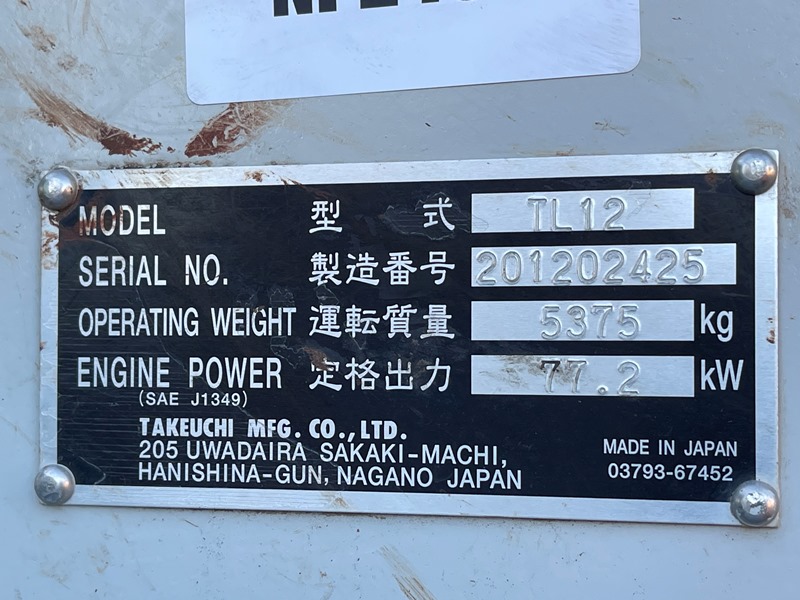 MODEL 型 式 TL12
SERIAL NO. 製造番号 201202425
OPERATING WEIGHT 運転質量 5375 kg
ENGINE POWER 定格出力 77.2 kW
(SAE J1349)
TAKEUCHI MFG. CO., LTD.
205 UWADAIRA SAKAKI-MACHI,
HANISHINA-GUN, NAGANO JAPAN
MADE IN JAPAN
03793-67452